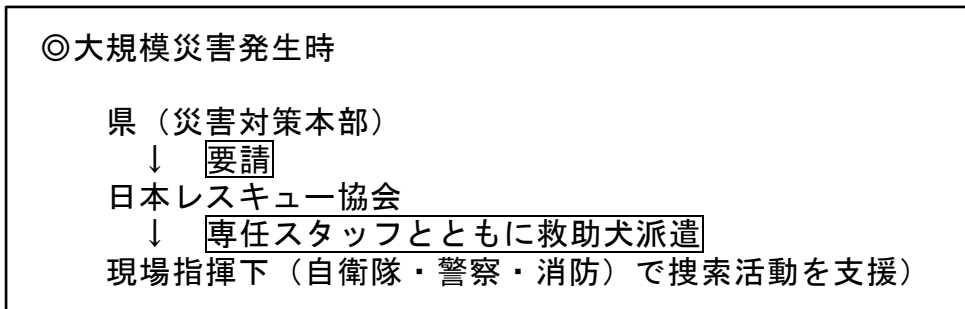 ◎大規模災害発生時
県（災害対策本部）
↓　要請
日本レスキュー協会
↓　専任スタッフとともに救助犬派遣
現場指揮下（自衛隊・警察・消防）で捜索活動を支援）